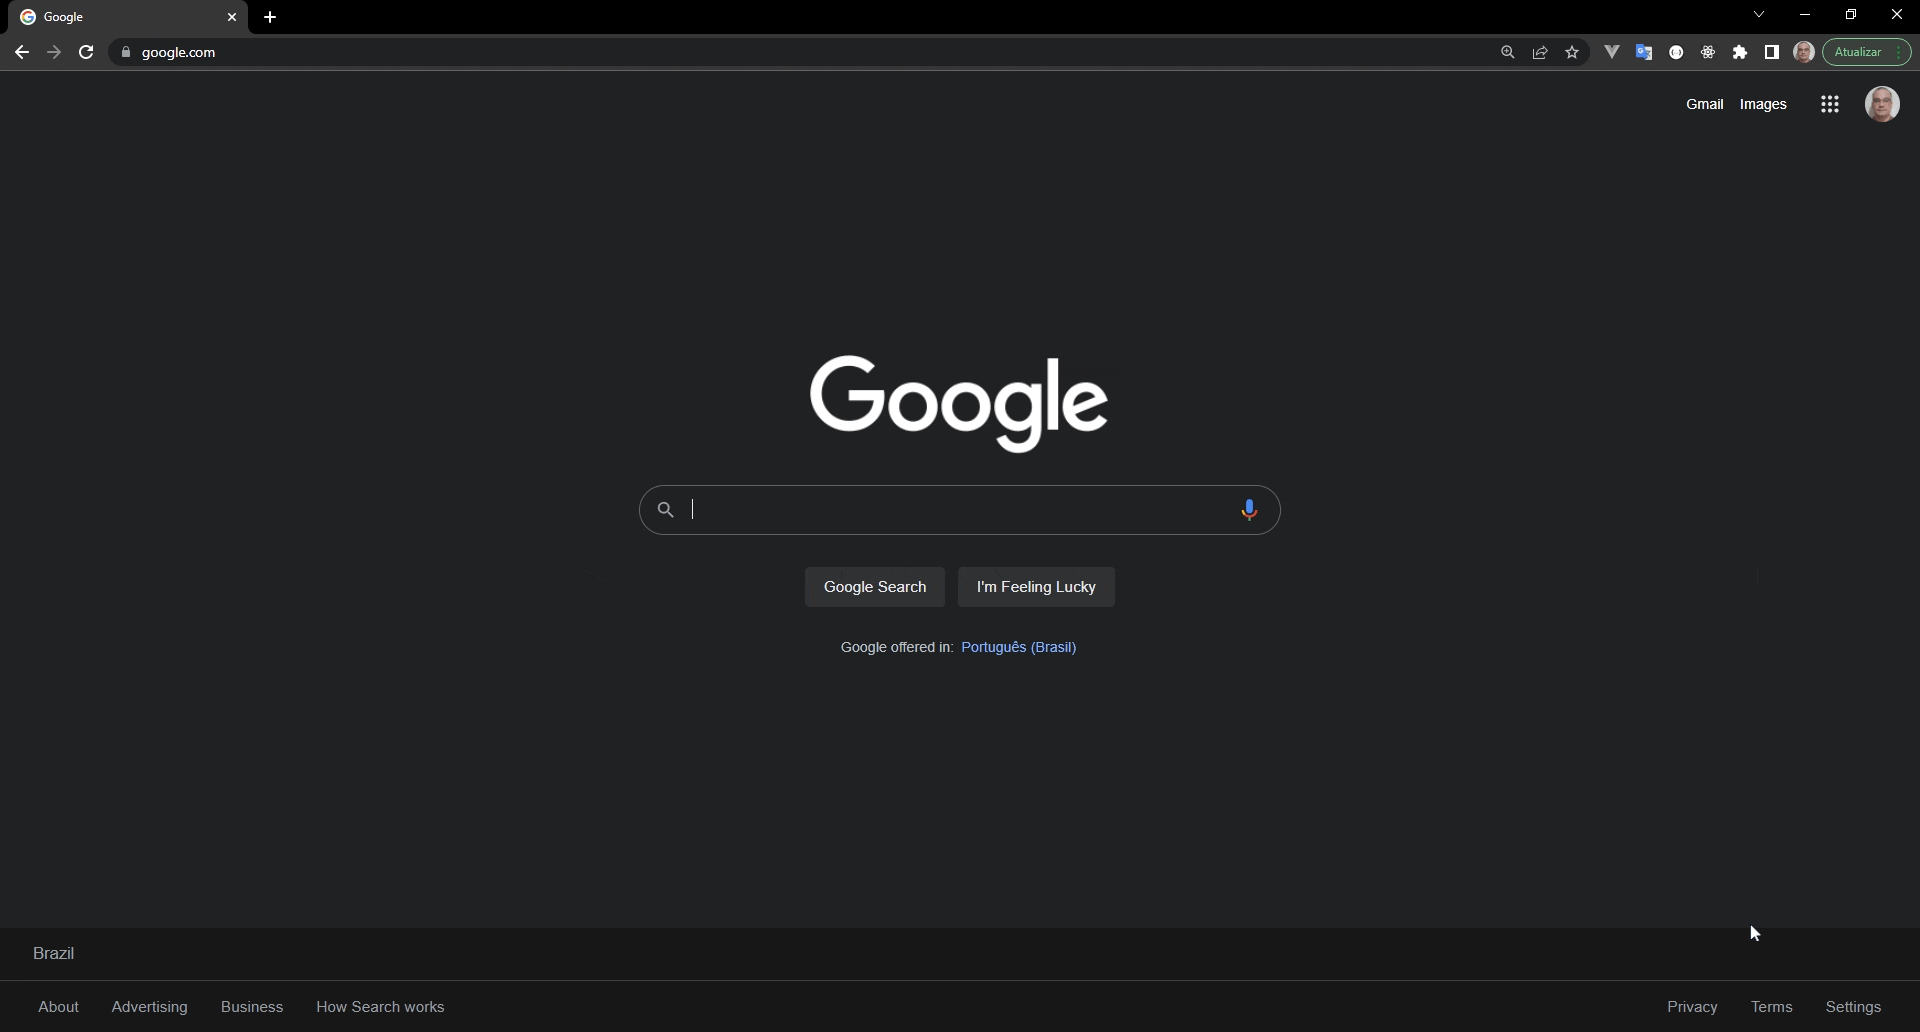 Google
google.com
Atualizar
Gmail Images
Google
Google Search I'm Feeling Lucky
Google offered in: Português (Brasil)
Brazil
About Advertising Business How Search works Privacy Terms Settings